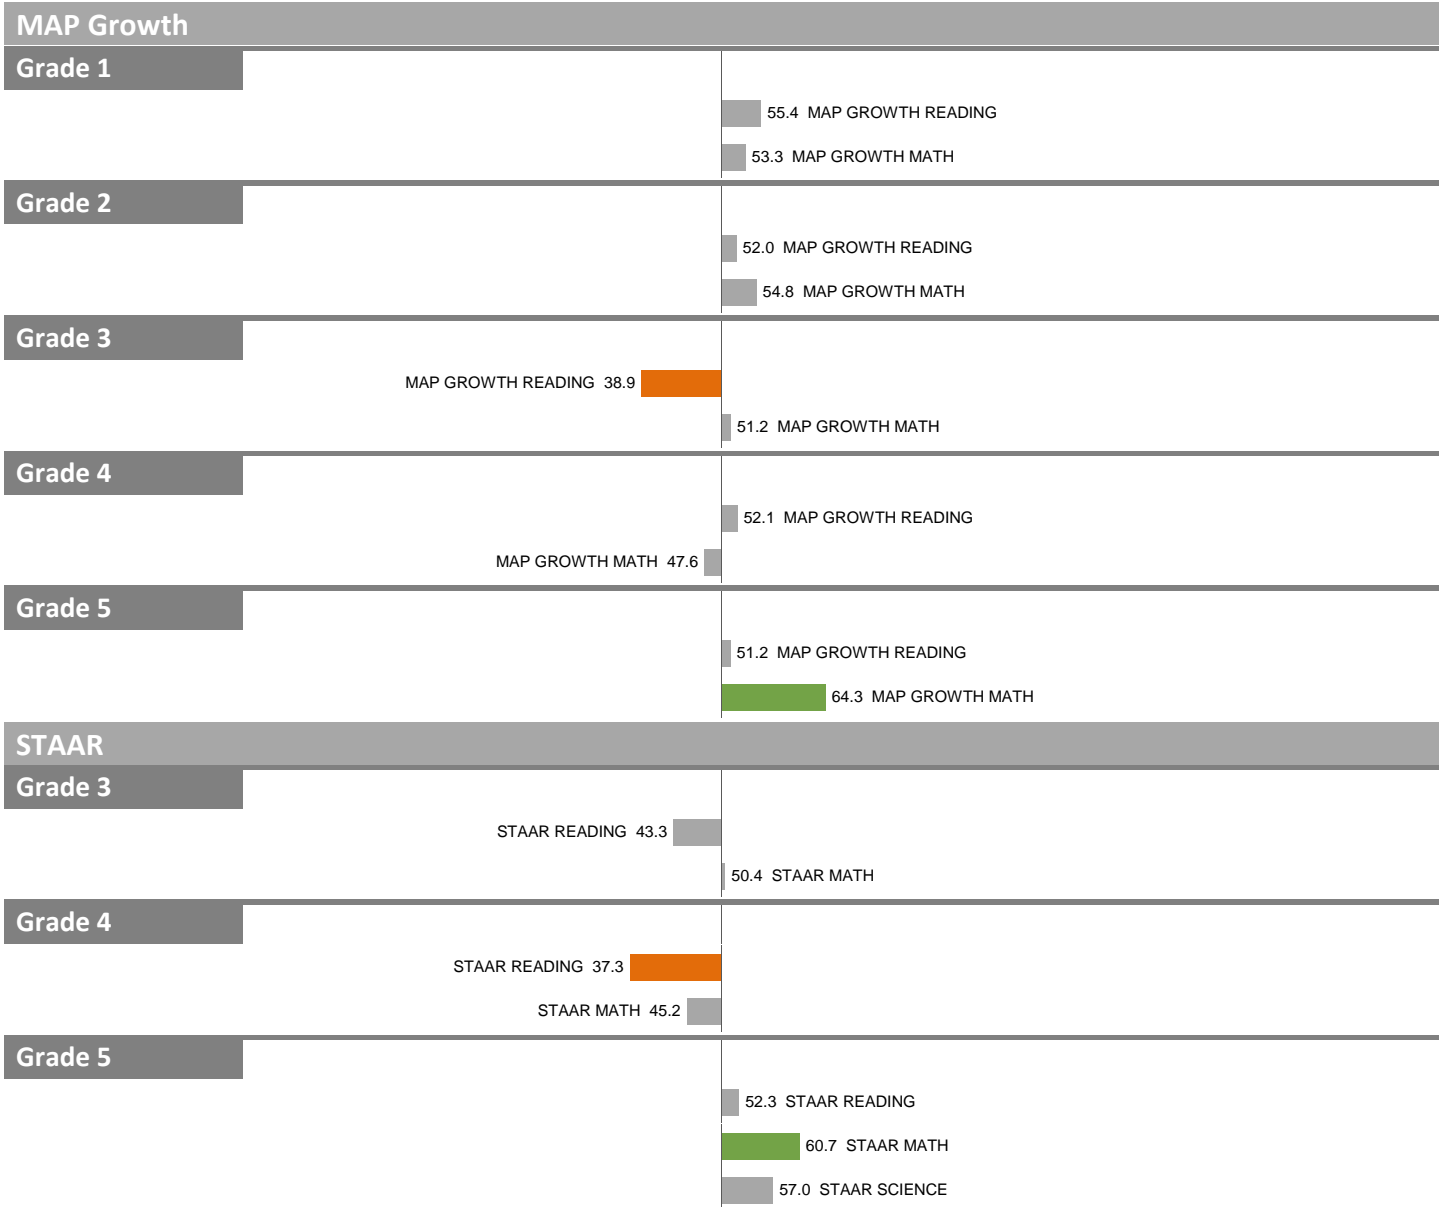 MAP Growth
Grade 1
55.4 MAP GROWTH READING
53.3 MAP GROWTH MATH
Grade 2
52.0 MAP GROWTH READING
54.8 MAP GROWTH MATH
Grade 3
MAP GROWTH READING 38.9
51.2 MAP GROWTH MATH
Grade 4
52.1 MAP GROWTH READING
MAP GROWTH MATH 47.6
Grade 5
51.2 MAP GROWTH READING
64.3 MAP GROWTH MATH
STAAR
Grade 3
STAAR READING 43.3
50.4 STAAR MATH
Grade 4
STAAR READING 37.3
STAAR MATH 45.2
Grade 5
52.3 STAAR READING
60.7 STAAR MATH
57.0 STAAR SCIENCE